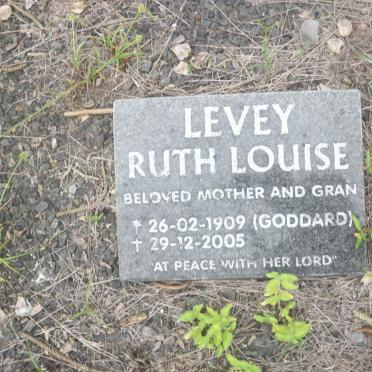 LEVEY
RUTH LOUISE
BELOVED MOTHER AND GRAN
* 26-02-1909 (GODDARD)
✝ 29-12-2005
"AT PEACE WITH HER LORD"